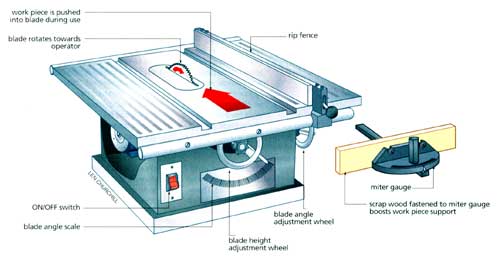 work piece is pushed
into blade during use
blade rotates towards
operator
rip fence
LEN CHURCHILL
ON/OFF switch
blade angle scale
blade height
adjustment wheel
blade angle
adjustment wheel
miter gauge
scrap wood fastened to miter gauge
boosts work piece support